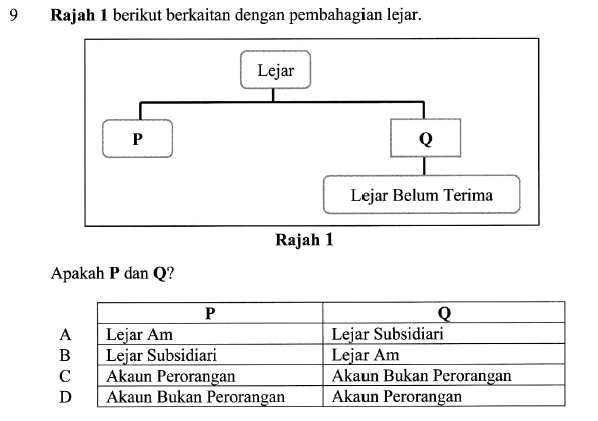 9 Rajah 1 berikut berkaitan dengan pembahagian lejar.
Lejar
P Q
Lejar Belum Terima
Rajah 1
Apakah P dan Q?
P Q
A Lejar Am Lejar Subsidiari
B Lejar Subsidiari Lejar Am
C Akaun Perorangan Akaun Bukan Perorangan
D Akaun Bukan Perorangan Akaun Perorangan